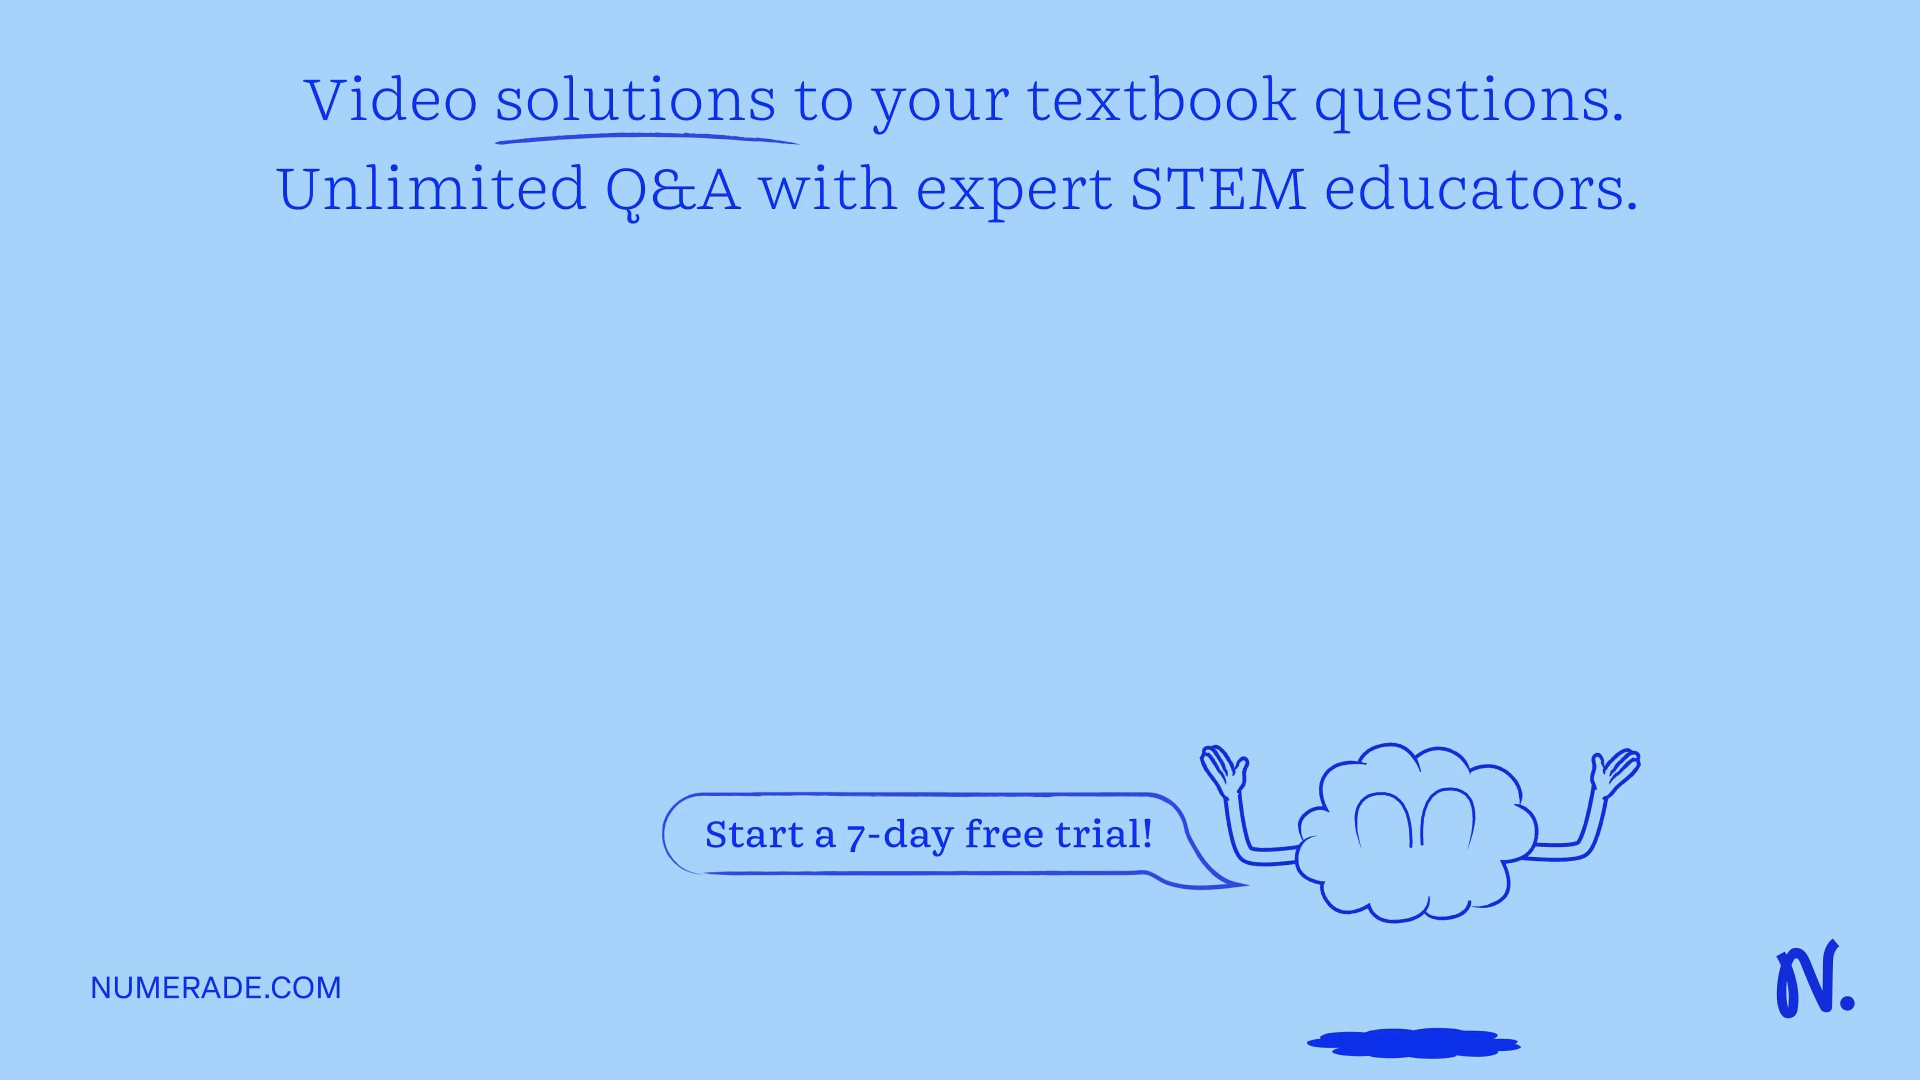 Video solutions to your textbook questions.
Unlimited Q&A with expert STEM educators.
Start a 7-day free trial!
NUMERADE.COM
N.